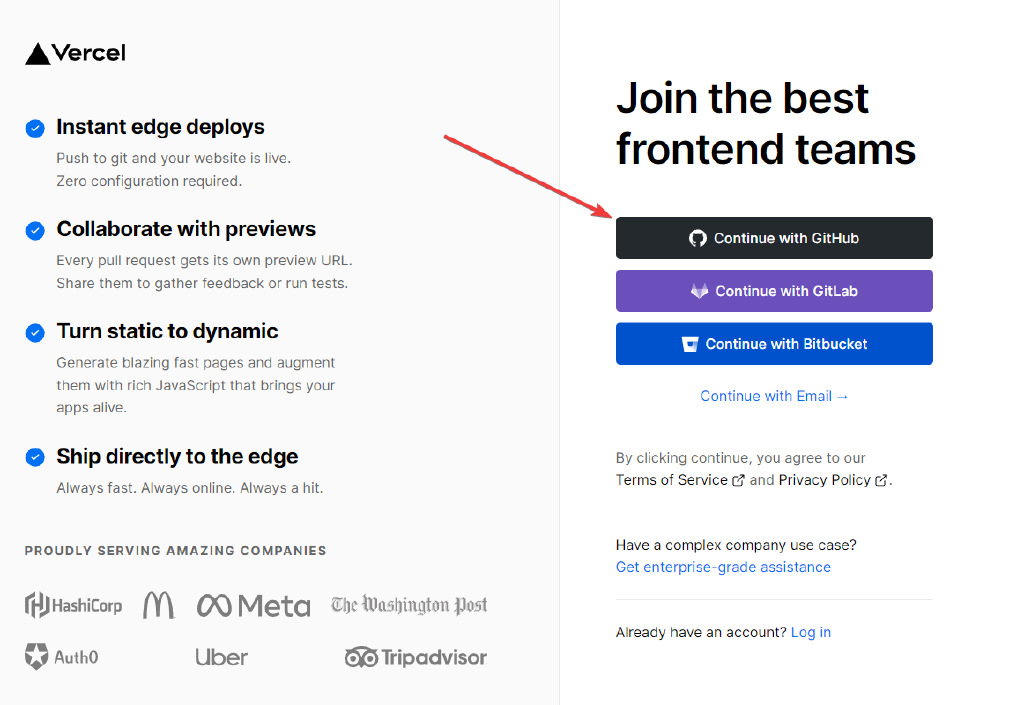 Vercel
Instant edge deploys
Push to git and your website is live.
Zero configuration required.
Collaborate with previews
Every pull request gets its own preview URL.
Share them to gather feedback or run tests.
Turn static to dynamic
Generate blazing fast pages and augment
them with rich JavaScript that brings your
apps alive.
Ship directly to the edge
Always fast. Always online. Always a hit.
PROUDLY SERVING AMAZING COMPANIES
HashiCorp Meta The Washington Post
Auth0 Uber Tripadvisor
Join the best
frontend teams
Continue with GitHub
Continue with GitLab
Continue with Bitbucket
Continue with Email →
By clicking continue, you agree to our
Terms of Service and Privacy Policy.
Have a complex company use case?
Get enterprise-grade assistance
Already have an account? Log in